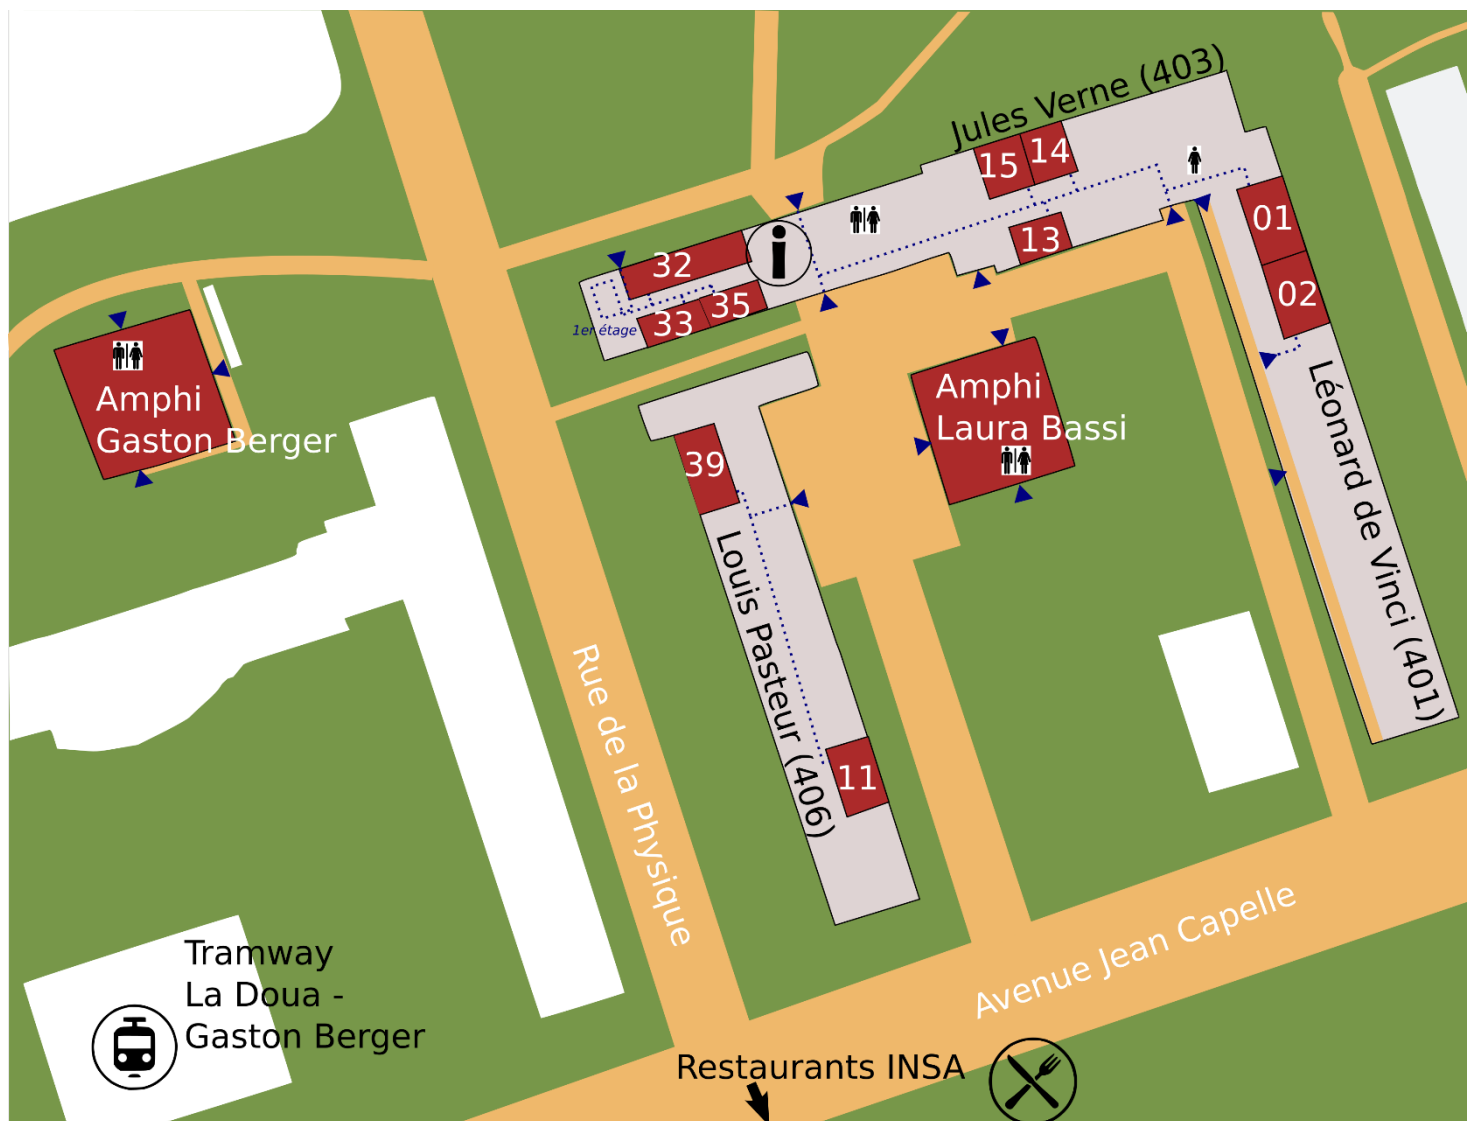 Jules Verne (403)
15
14
13
01
02
32
33
35
1er étage
Amphi
Gaston Berger
Amphi
Laura Bassi
39
Louis Pasteur (406)
11
Léonard de Vinci (401)
Rue de la Physique
Avenue Jean Capelle
Tramway
La Doua -
Gaston Berger
Restaurants INSA